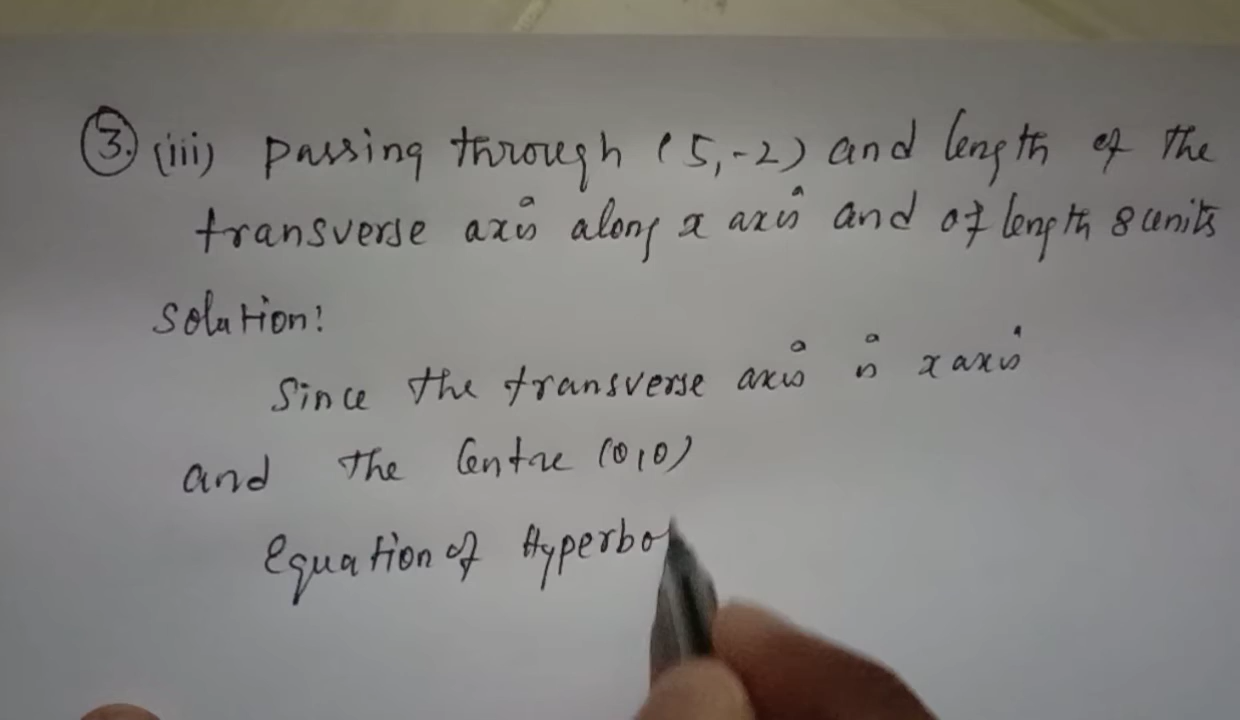 3. (iii) passing through (5,-2) and length of the
transverse axis along x axis and of length 8 units
Solution:
Since the transverse axis is x axis
and the Centre (0,0)
Equation of Hyperbo